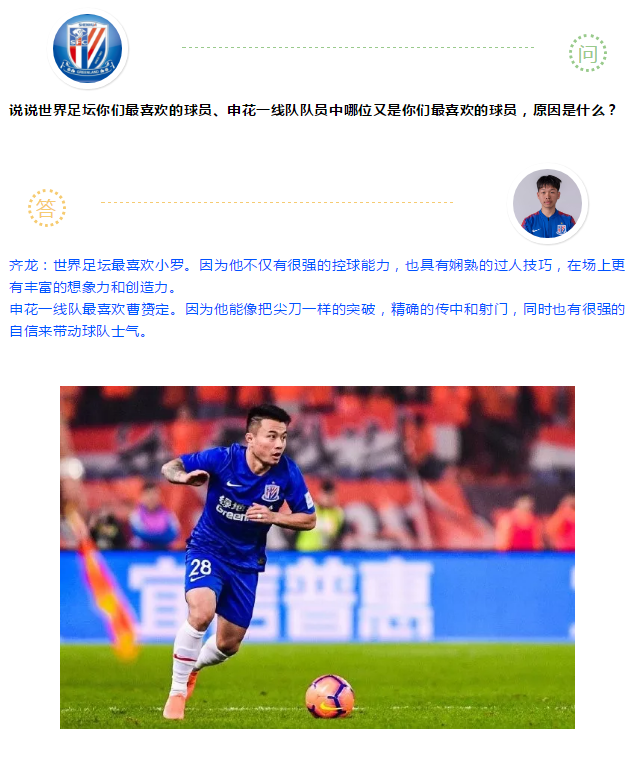 问
说说世界足坛你们最喜欢的球员、申花一线队队员中哪位又是你们最喜欢的球员，原因是什么？
答
齐龙：世界足坛最喜欢小罗。因为他不仅有很强的控球能力，也具有娴熟的过人技巧，在场上更
有丰富的想象力和创造力。
申花一线队最喜欢曹赟定。因为他能像把尖刀一样的突破，精确的传中和射门，同时也有很强的
自信来带动球队士气。
绿地
Green
28
宜信普惠